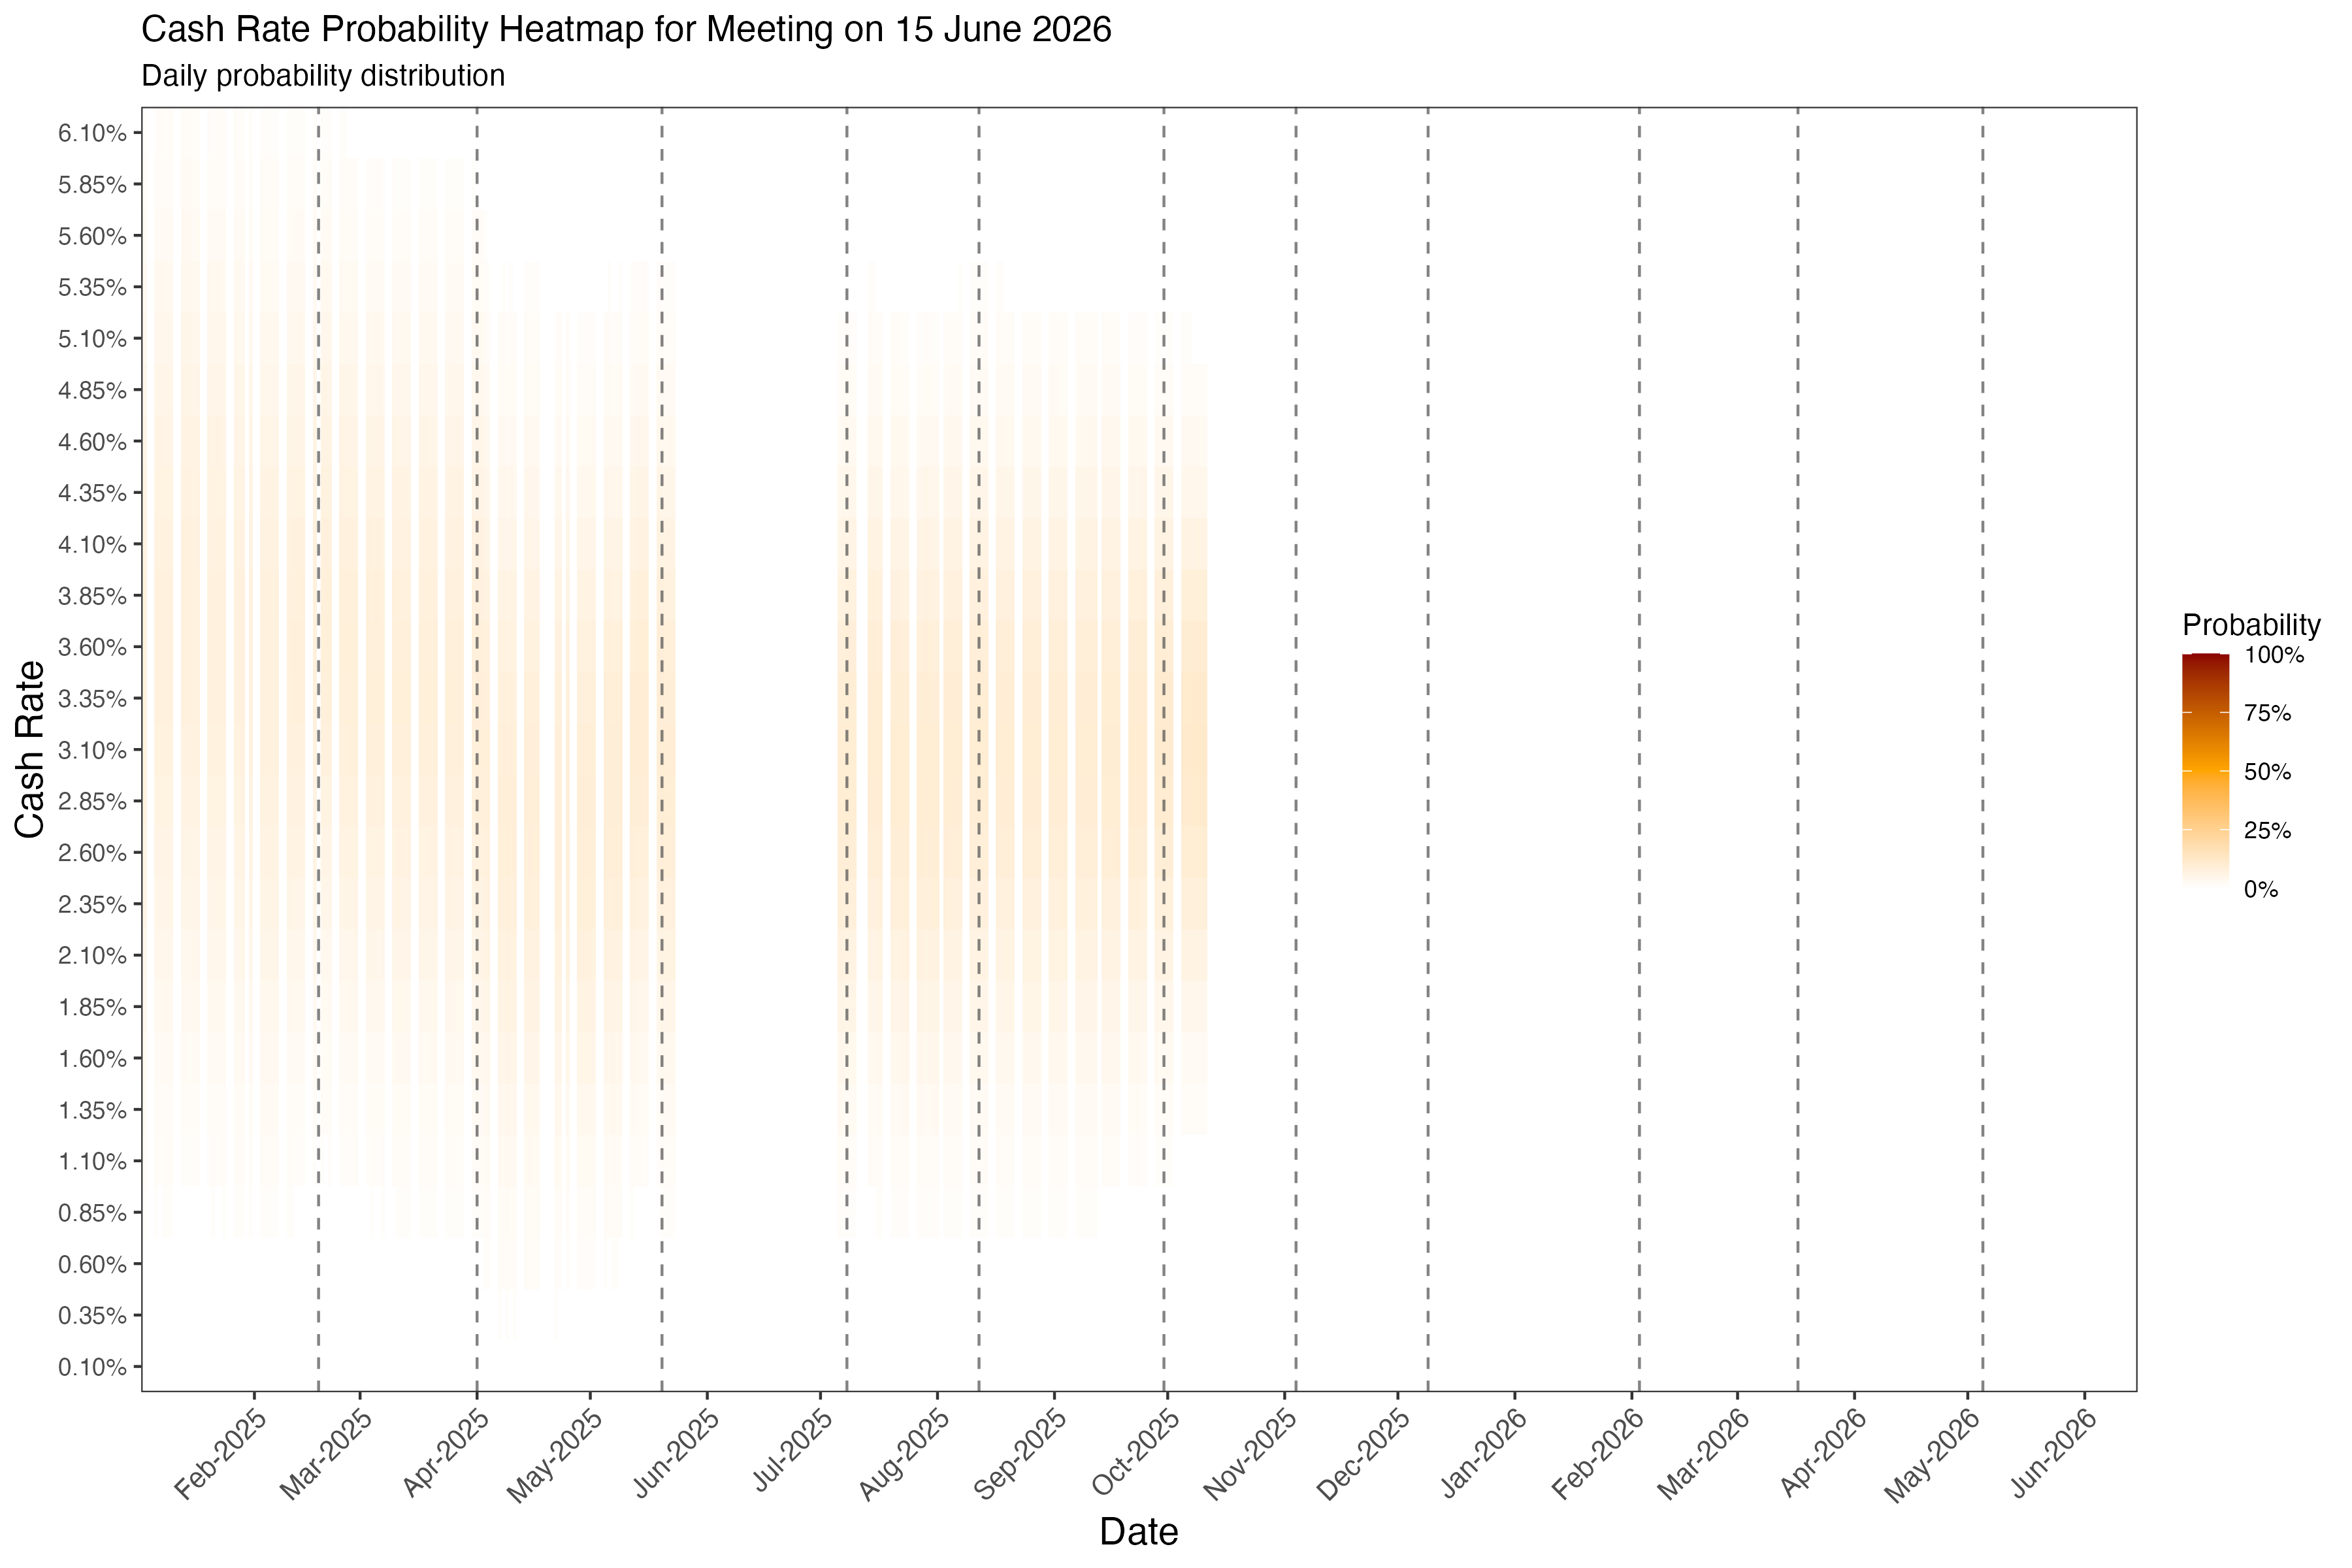 Cash Rate Probability Heatmap for Meeting on 15 June 2026
Daily probability distribution
Cash Rate
6.10%
5.85%
5.60%
5.35%
5.10%
4.85%
4.60%
4.35%
4.10%
3.85%
3.60%
3.35%
3.10%
2.85%
2.60%
2.35%
2.10%
1.85%
1.60%
1.35%
1.10%
0.85%
0.60%
0.35%
0.10%
Feb-2025
Mar-2025
Apr-2025
May-2025
Jun-2025
Jul-2025
Aug-2025
Sep-2025
Oct-2025
Nov-2025
Dec-2025
Jan-2026
Feb-2026
Mar-2026
Apr-2026
May-2026
Jun-2026
Date
Probability
100%
75%
50%
25%
0%